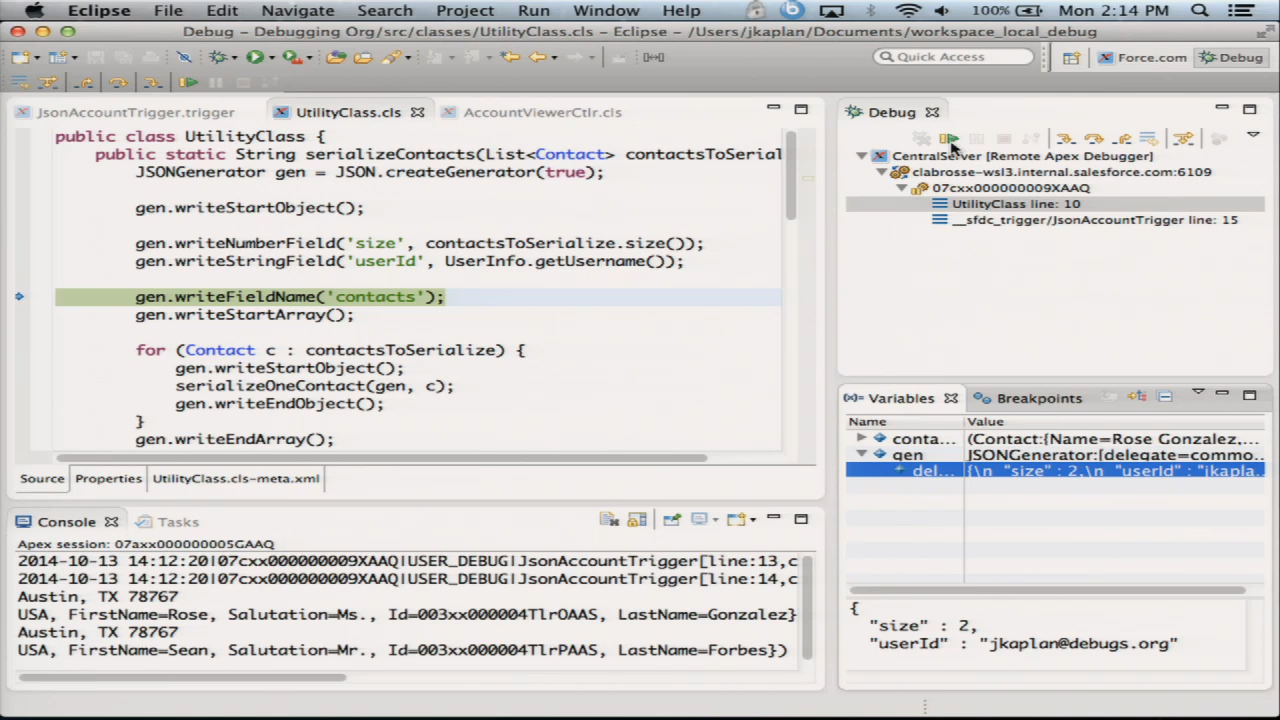 Eclipse File Edit Navigate Search Project Run Window Help 100% Mon 2:14 PM
Debug – Debugging Org/src/classes/UtilityClass.cls – Eclipse – /Users/jkaplan/Documents/workspace_local_debug
Quick Access Force.com Debug
JsonAccountTrigger.trigger UtilityClass.cls AccountViewerCtlr.cls
public class UtilityClass {
public static String serializeContacts(List<Contact> contactsToSerial
JSONGenerator gen = JSON.createGenerator(true);
gen.writeStartObject();
gen.writeNumberField('size', contactsToSerialize.size());
gen.writeStringField('userId', UserInfo.getUsername());
gen.writeFieldName('contacts');
gen.writeStartArray();
for (Contact c : contactsToSerialize) {
gen.writeStartObject();
serializeOneContact(gen, c);
gen.writeEndObject();
}
gen.writeEndArray();
Source Properties UtilityClass.cls-meta.xml
Debug
CentralServer [Remote Apex Debugger]
clabrosse-wsl3.internal.salesforce.com:6109
07cxx000000009XAAQ
UtilityClass line: 10
__sfdc_trigger/JsonAccountTrigger line: 15
(x)= Variables Breakpoints
Name Value
conta... (Contact:{Name=Rose Gonzalez,...
gen JSONGenerator:[delegate=commo...
del... {\n "size" : 2,\n "userId" : "jkapla...
{
"size" : 2,
"userId" : "jkaplan@debugs.org"
Console Tasks
Apex session: 07axx000000005GAAQ
2014-10-13 14:12:20|07cxx000000009XAAQ|USER_DEBUG|JsonAccountTrigger[line:13,c
2014-10-13 14:12:20|07cxx000000009XAAQ|USER_DEBUG|JsonAccountTrigger[line:14,c
Austin, TX 78767
USA, FirstName=Rose, Salutation=Ms., Id=003xx000004TlrOAAS, LastName=Gonzalez}
Austin, TX 78767
USA, FirstName=Sean, Salutation=Mr., Id=003xx000004TlrPAAS, LastName=Forbes})